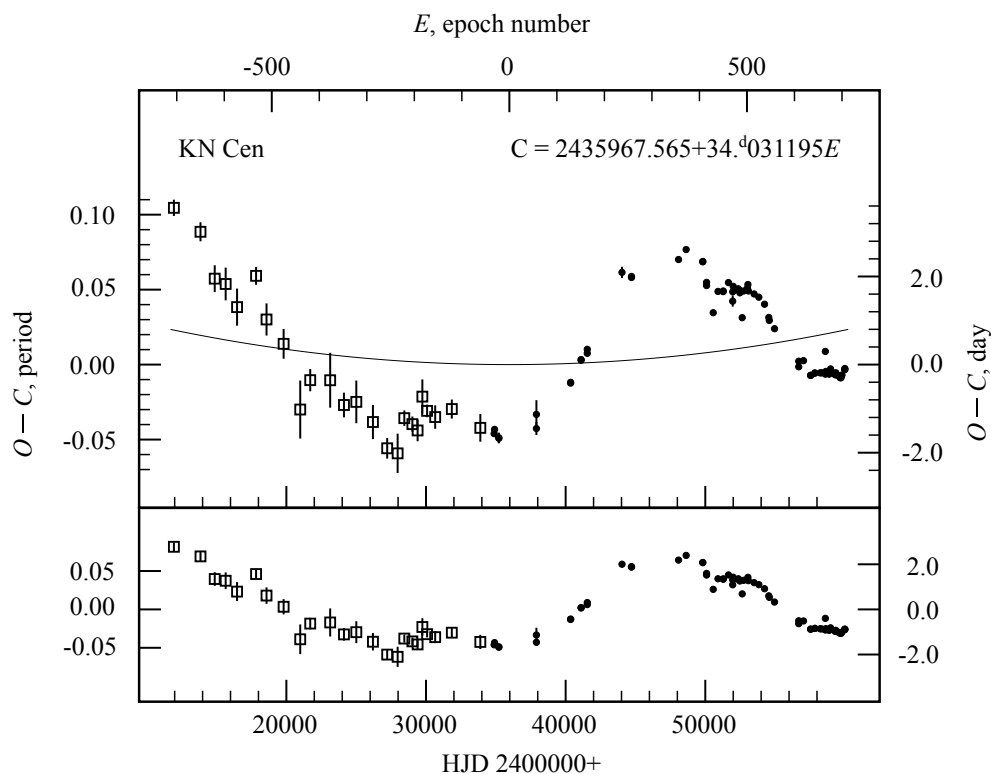 E, epoch number
-500 0 500
KN Cen C = 2435967.565+34.ᵈ031195E
0.10
0.05
0.00
-0.05
O — C, period
2.0
0.0
-2.0
O — C, day
0.05
0.00
-0.05
2.0
0.0
-2.0
20000 30000 40000 50000
HJD 2400000+